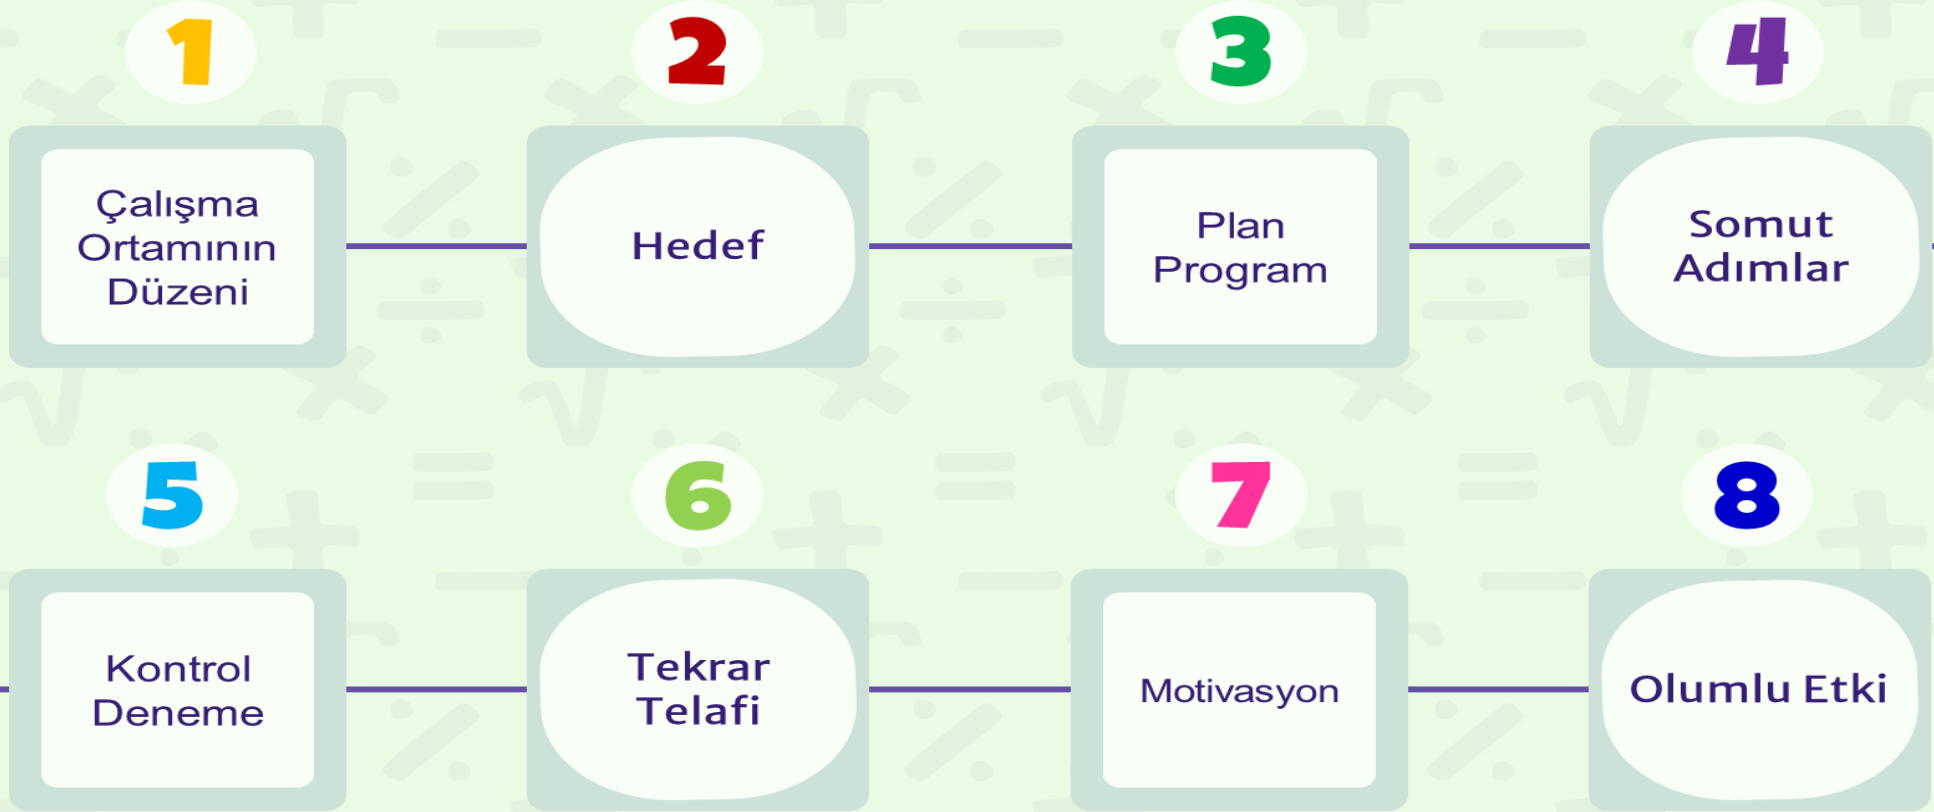 1
2
3
4
Çalışma
Ortamının
Düzeni
Hedef
Plan
Program
Somut
Adımlar
5
6
7
8
Kontrol
Deneme
Tekrar
Telafi
Motivasyon
Olumlu Etki